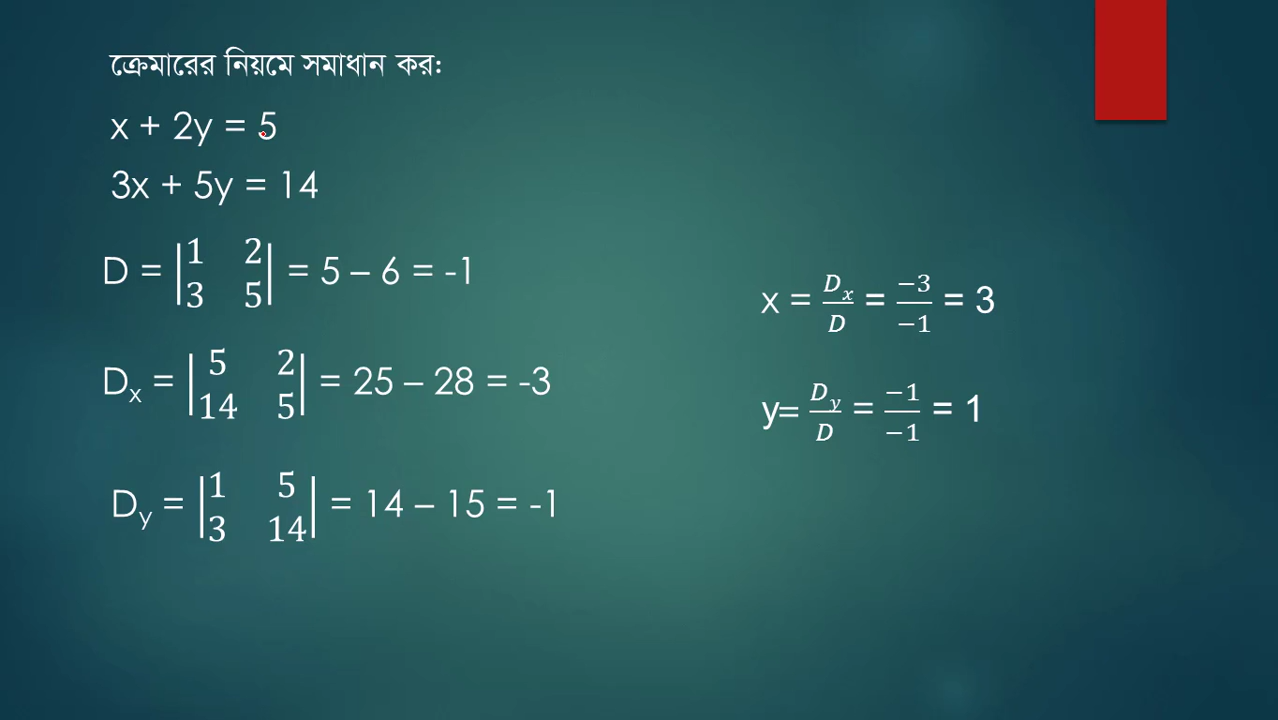 ক্রেমারের নিয়মে সমাধান কর:
x + 2y = 5
3x + 5y = 14
D = |1 2; 3 5| = 5 – 6 = -1
Dₓ = |5 2; 14 5| = 25 – 28 = -3
Dy = |1 5; 3 14| = 14 – 15 = -1
x = Dₓ/D = −3/−1 = 3
y= Dy/D = −1/−1 = 1